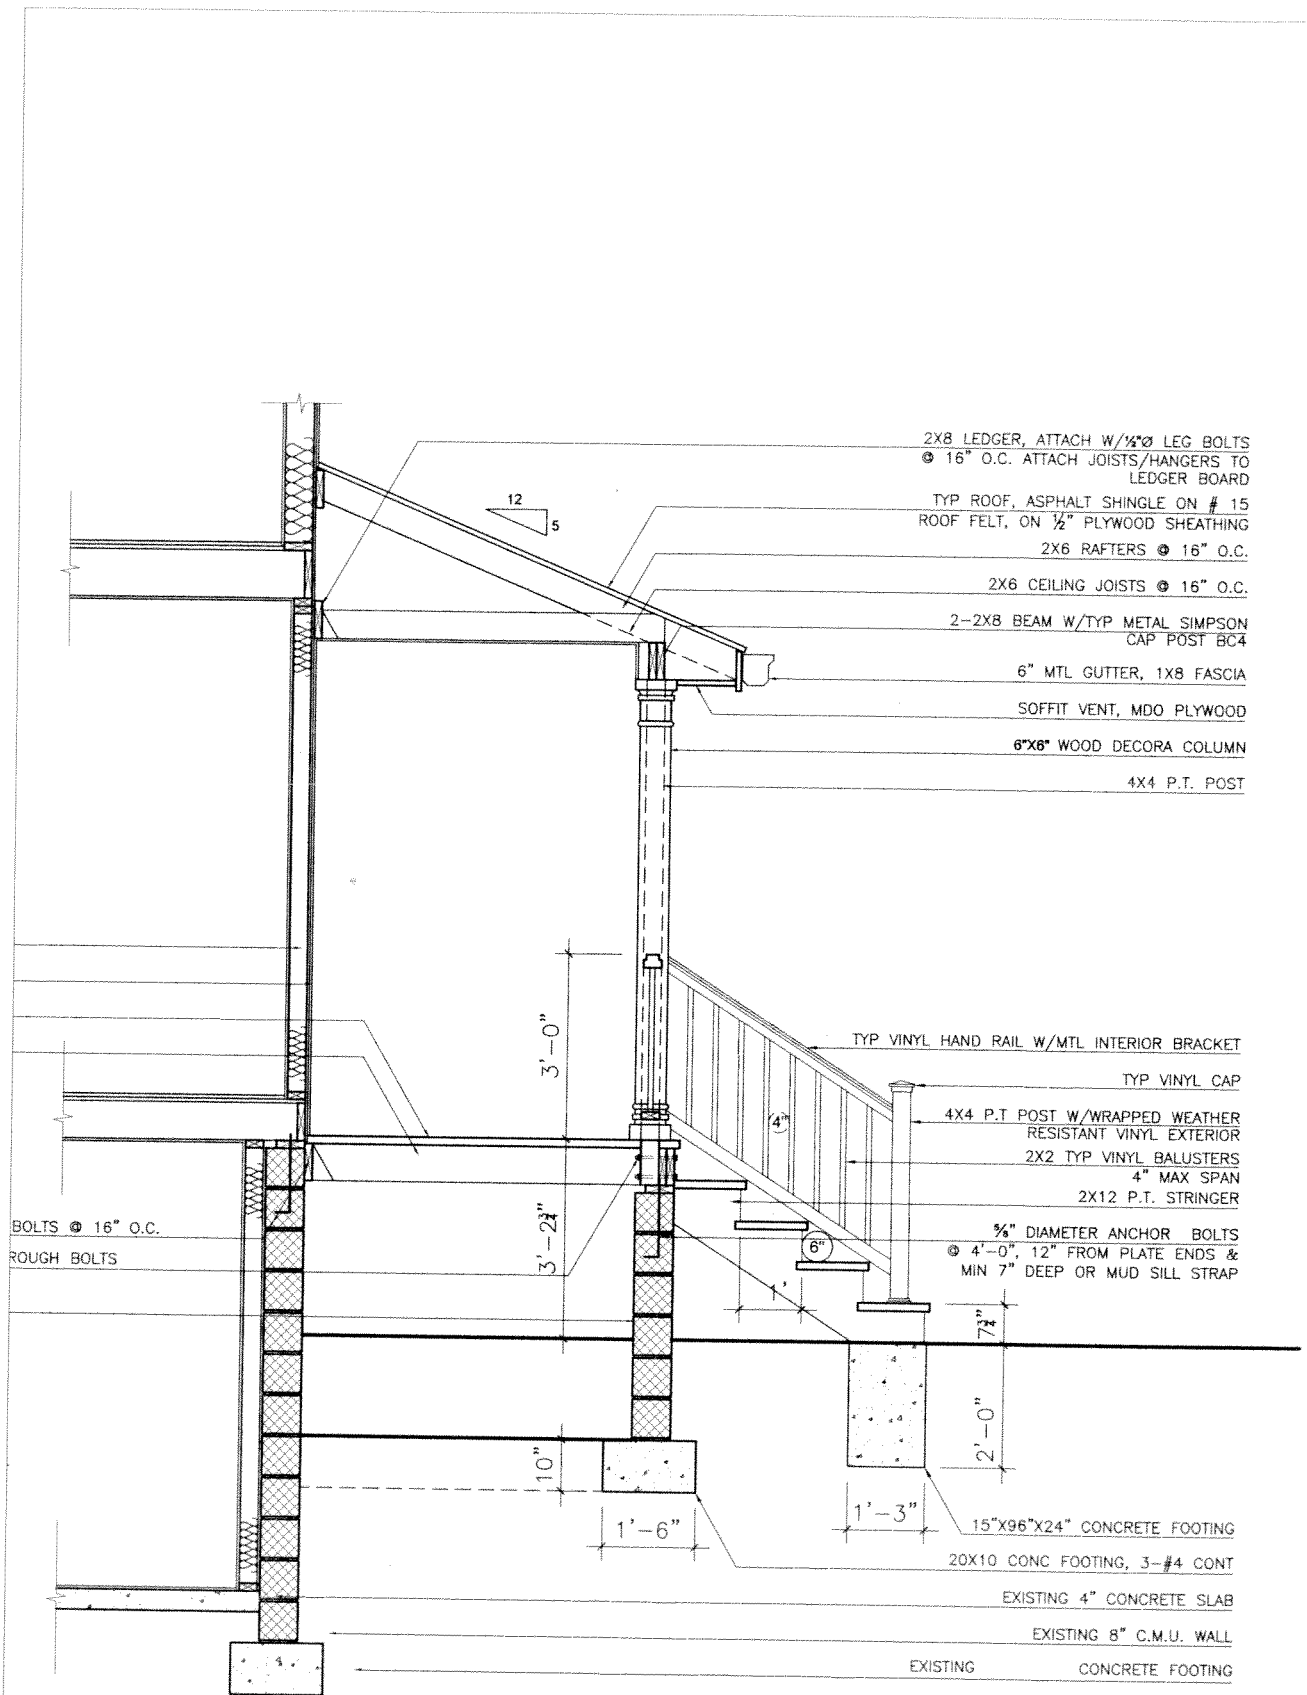 2X8 LEDGER, ATTACH W/½"Ø LEG BOLTS
@ 16" O.C. ATTACH JOISTS/HANGERS TO
LEDGER BOARD
12
5
TYP ROOF, ASPHALT SHINGLE ON # 15
ROOF FELT, ON ½" PLYWOOD SHEATHING
2X6 RAFTERS @ 16" O.C.
2X6 CEILING JOISTS @ 16" O.C.
2-2X8 BEAM W/TYP METAL SIMPSON
CAP POST BC4
6" MTL GUTTER, 1X8 FASCIA
SOFFIT VENT, MDO PLYWOOD
6"X6" WOOD DECORA COLUMN
4X4 P.T. POST
3'-0"
TYP VINYL HAND RAIL W/MTL INTERIOR BRACKET
TYP VINYL CAP
4"
4X4 P.T POST W/WRAPPED WEATHER
RESISTANT VINYL EXTERIOR
2X2 TYP VINYL BALUSTERS
4" MAX SPAN
2X12 P.T. STRINGER
BOLTS @ 16" O.C.
ROUGH BOLTS
3'-2¾"
6"
1'
⅝" DIAMETER ANCHOR BOLTS
@ 4'-0", 12" FROM PLATE ENDS &
MIN 7" DEEP OR MUD SILL STRAP
7¾"
2'-0"
10"
1'-6"
1'-3"
15"X96"X24" CONCRETE FOOTING
20X10 CONC FOOTING, 3-#4 CONT
EXISTING 4" CONCRETE SLAB
EXISTING 8" C.M.U. WALL
EXISTING CONCRETE FOOTING